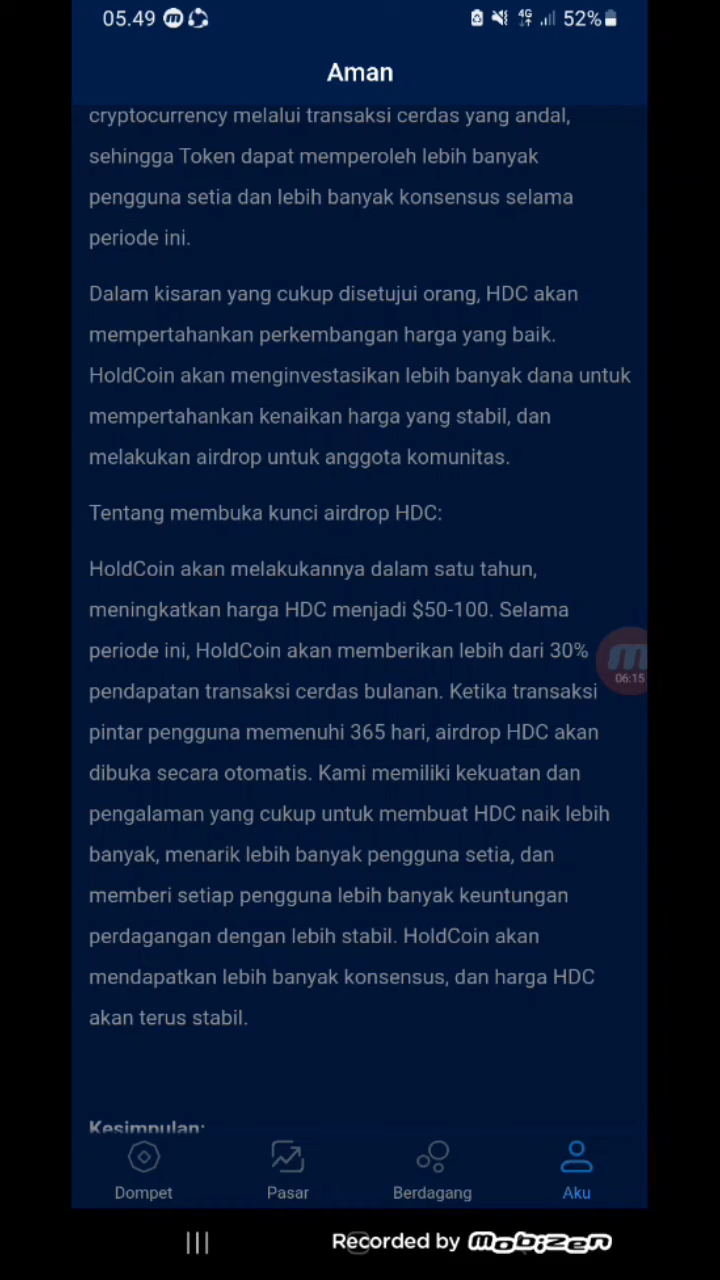 05.49
4G
52%
Aman
cryptocurrency melalui transaksi cerdas yang andal,
sehingga Token dapat memperoleh lebih banyak
pengguna setia dan lebih banyak konsensus selama
periode ini.
Dalam kisaran yang cukup disetujui orang, HDC akan
mempertahankan perkembangan harga yang baik.
HoldCoin akan menginvestasikan lebih banyak dana untuk
mempertahankan kenaikan harga yang stabil, dan
melakukan airdrop untuk anggota komunitas.
Tentang membuka kunci airdrop HDC:
HoldCoin akan melakukannya dalam satu tahun,
meningkatkan harga HDC menjadi $50-100. Selama
periode ini, HoldCoin akan memberikan lebih dari 30%
pendapatan transaksi cerdas bulanan. Ketika transaksi
pintar pengguna memenuhi 365 hari, airdrop HDC akan
dibuka secara otomatis. Kami memiliki kekuatan dan
pengalaman yang cukup untuk membuat HDC naik lebih
banyak, menarik lebih banyak pengguna setia, dan
memberi setiap pengguna lebih banyak keuntungan
perdagangan dengan lebih stabil. HoldCoin akan
mendapatkan lebih banyak konsensus, dan harga HDC
akan terus stabil.
06:15
Kesimpulan:
Dompet
Pasar
Berdagang
Aku
Recorded by mobizen